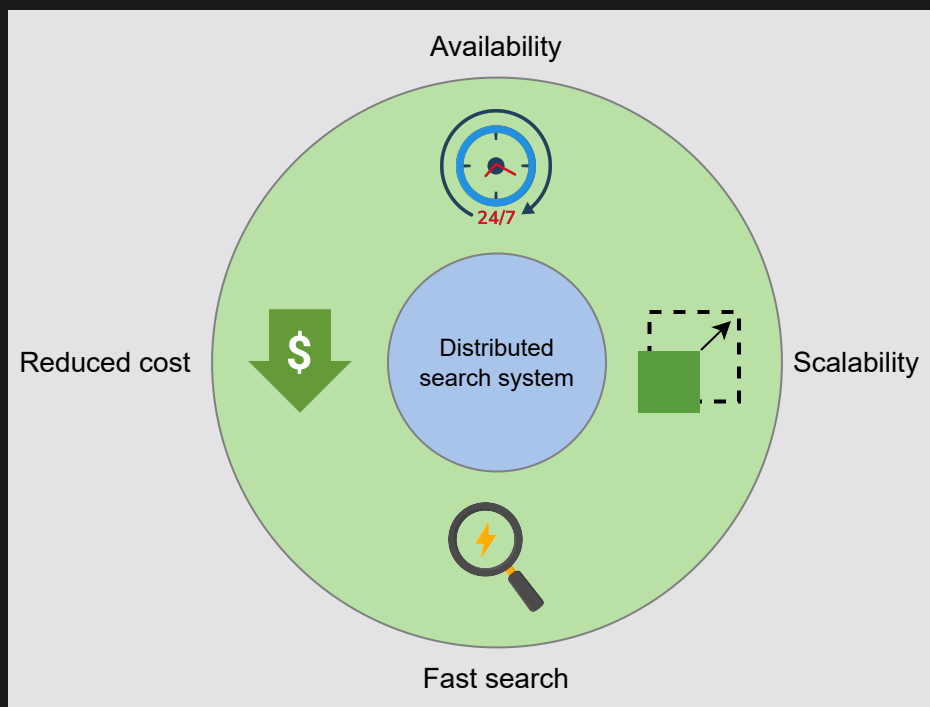 Availability
24/7
Reduced cost
$
Distributed
search system
Scalability
Fast search